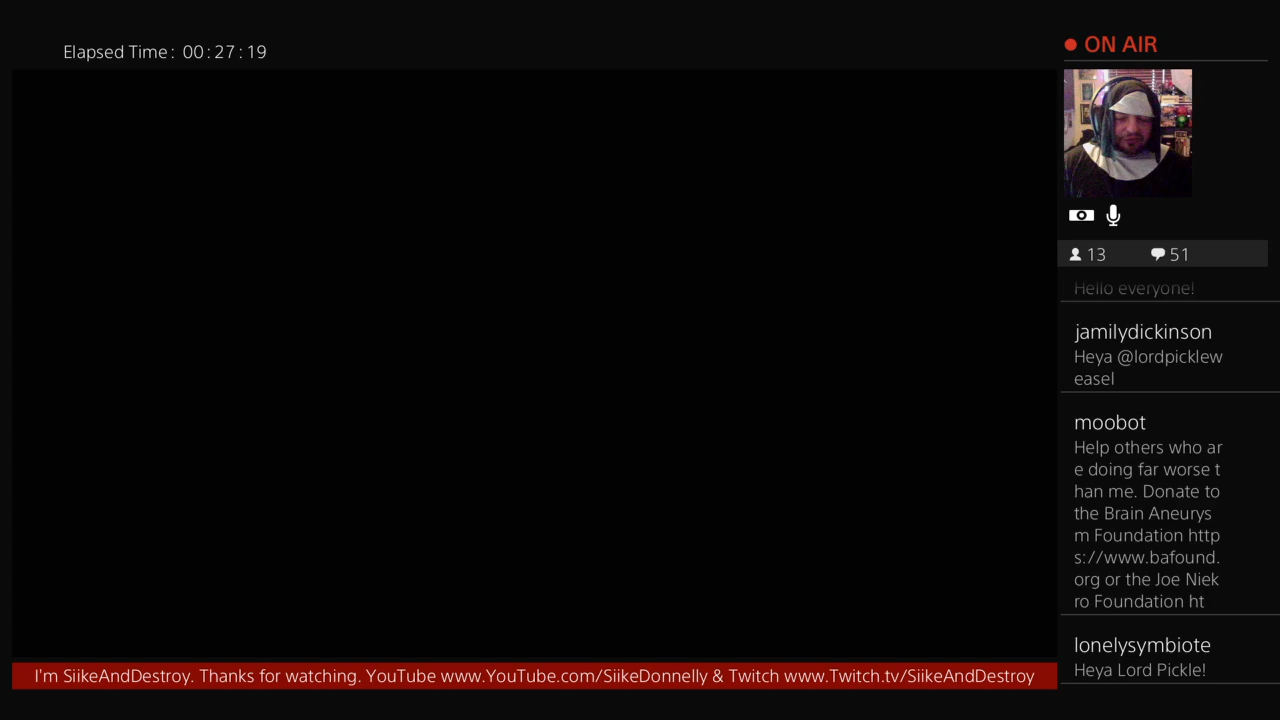 Elapsed Time: 00:27:19
ON AIR
13 51
Hello everyone!
jamilydickinson
Heya @lordpicklew
easel
moobot
Help others who ar
e doing far worse t
han me. Donate to
the Brain Aneurys
m Foundation http
s://www.bafound.
org or the Joe Niek
ro Foundation ht
lonelysymbiote
Heya Lord Pickle!
I'm SiikeAndDestroy. Thanks for watching. YouTube www.YouTube.com/SiikeDonnelly & Twitch www.Twitch.tv/SiikeAndDestroy